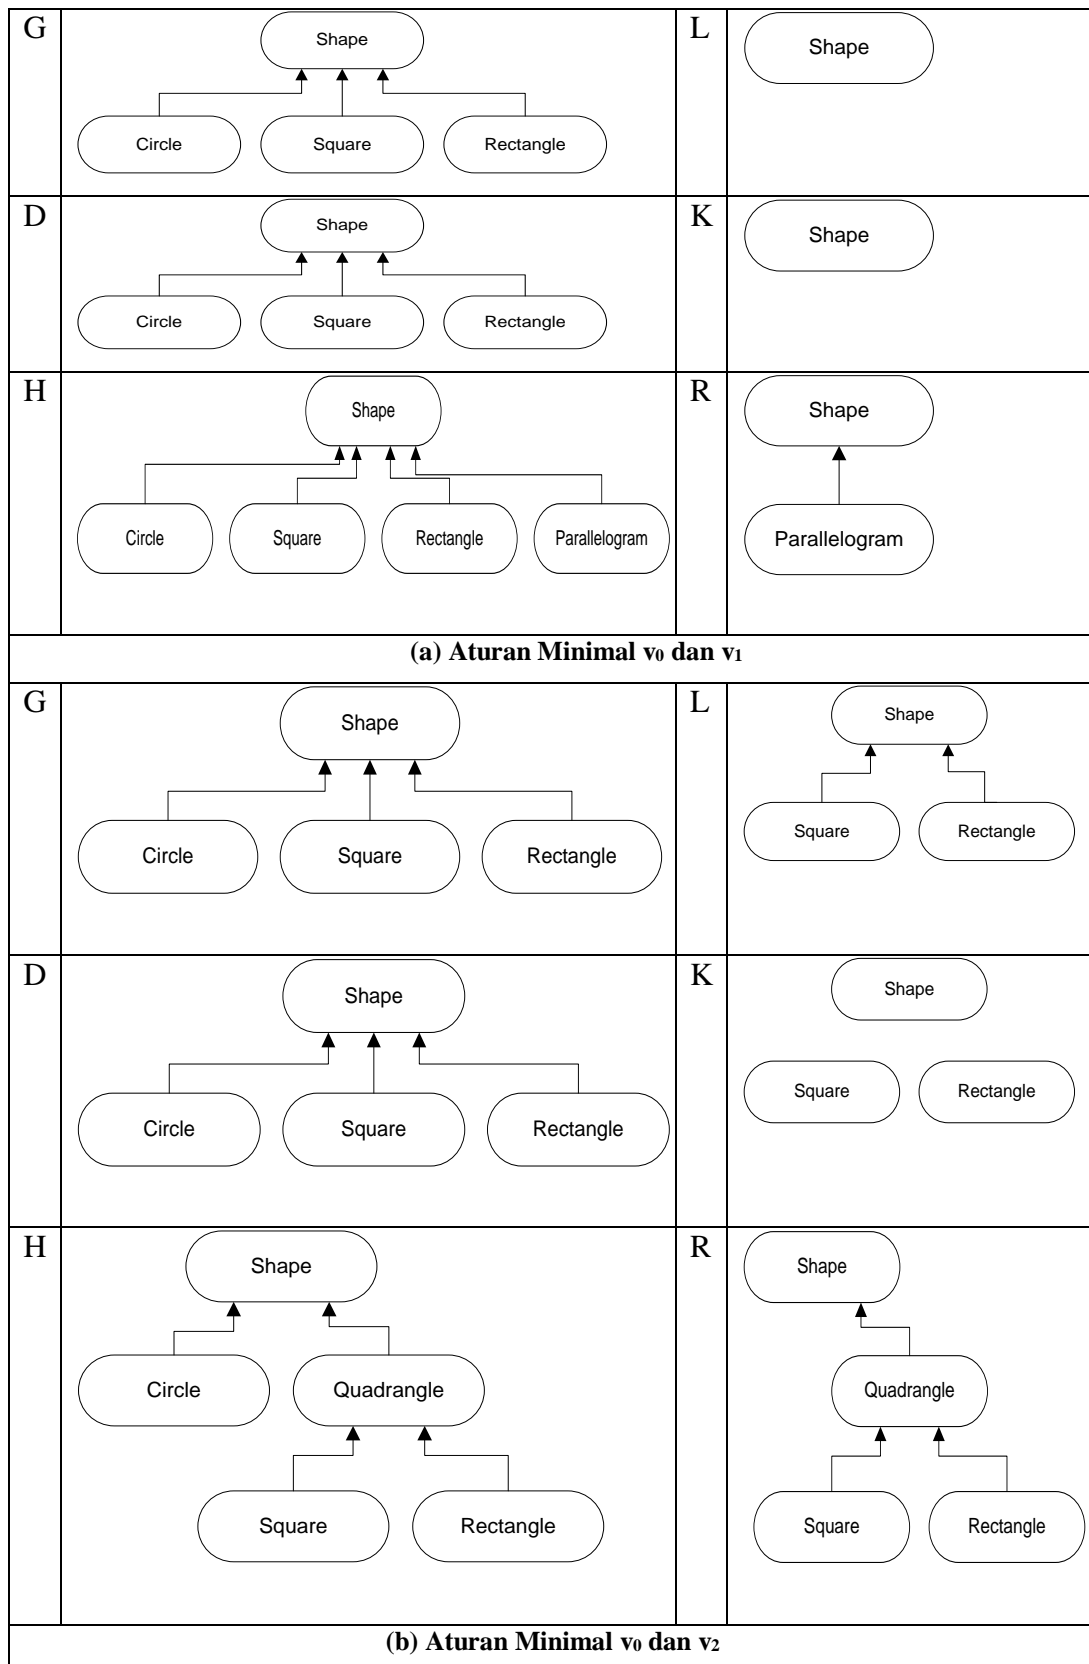 G
Shape
Circle Square Rectangle
L
Shape
D
Shape
Circle Square Rectangle
K
Shape
H
Shape
Circle Square Rectangle Parallelogram
R
Shape
Parallelogram
(a) Aturan Minimal v₀ dan v₁
G
Shape
Circle Square Rectangle
L
Shape
Square Rectangle
D
Shape
Circle Square Rectangle
K
Shape
Square Rectangle
H
Shape
Circle Quadrangle
Square Rectangle
R
Shape
Quadrangle
Square Rectangle
(b) Aturan Minimal v₀ dan v₂